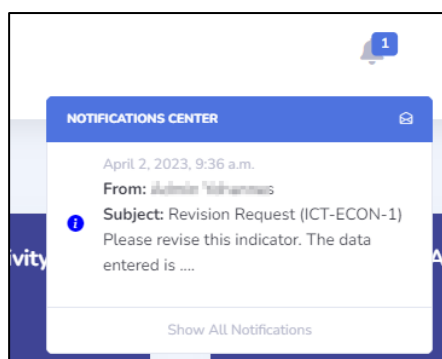 1
NOTIFICATIONS CENTER
April 2, 2023, 9:36 a.m.
From:
Subject: Revision Request (ICT-ECON-1)
Please revise this indicator. The data
entered is ....
ivity
A
Show All Notifications